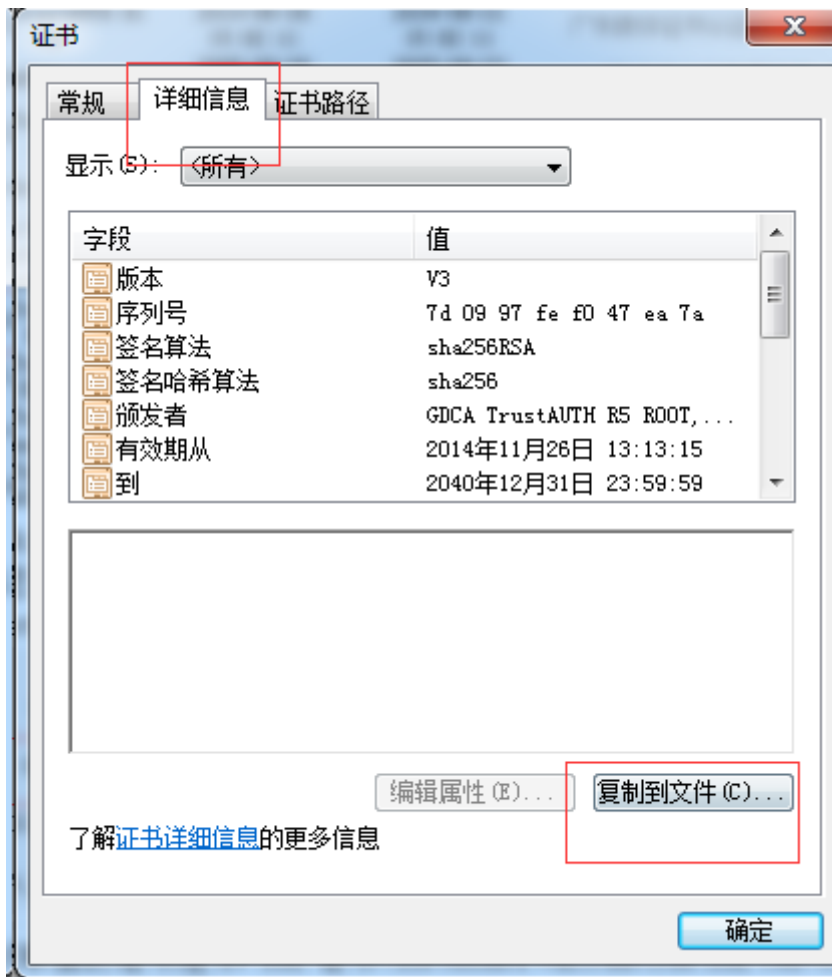 证书
常规 详细信息 证书路径
显示(S): <所有>
字段 值
版本 V3
序列号 7d 09 97 fe f0 47 ea 7a
签名算法 sha256RSA
签名哈希算法 sha256
颁发者 GDCA TrustAUTH R5 ROOT,...
有效期从 2014年11月26日 13:13:15
到 2040年12月31日 23:59:59
编辑属性(E)... 复制到文件(C)...
了解证书详细信息的更多信息
确定